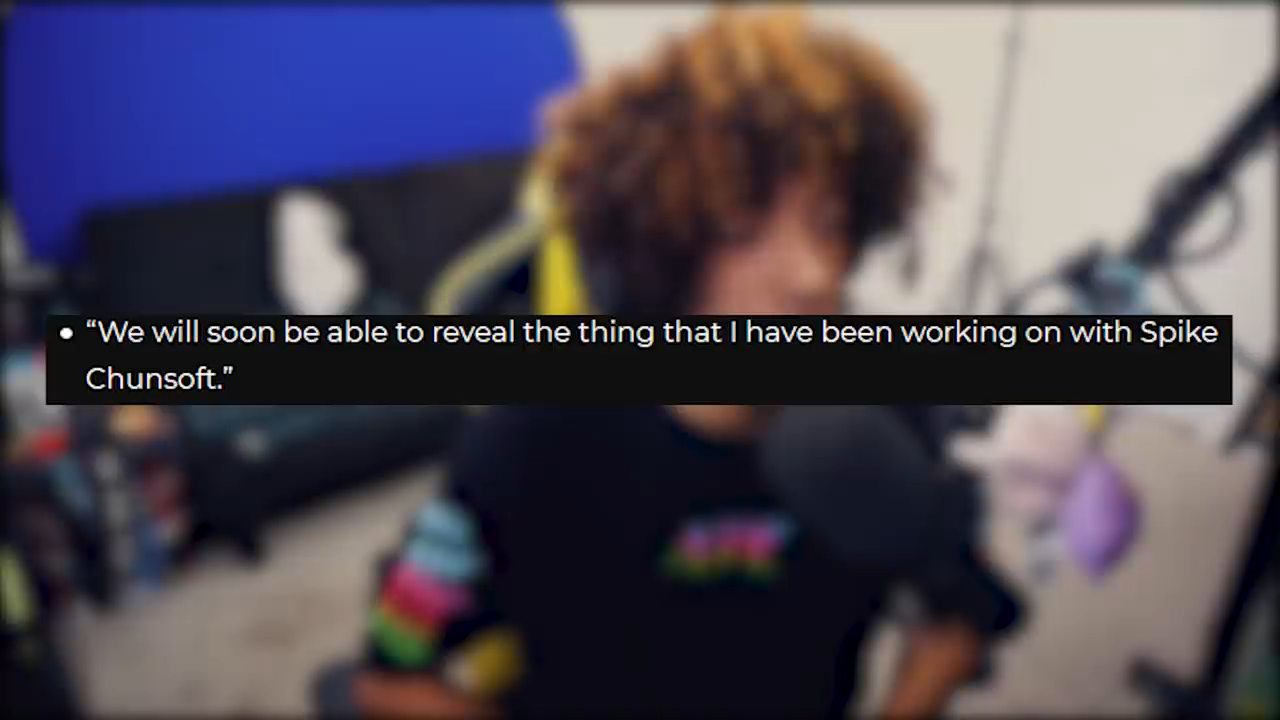 • “We will soon be able to reveal the thing that I have been working on with Spike
Chunsoft.”